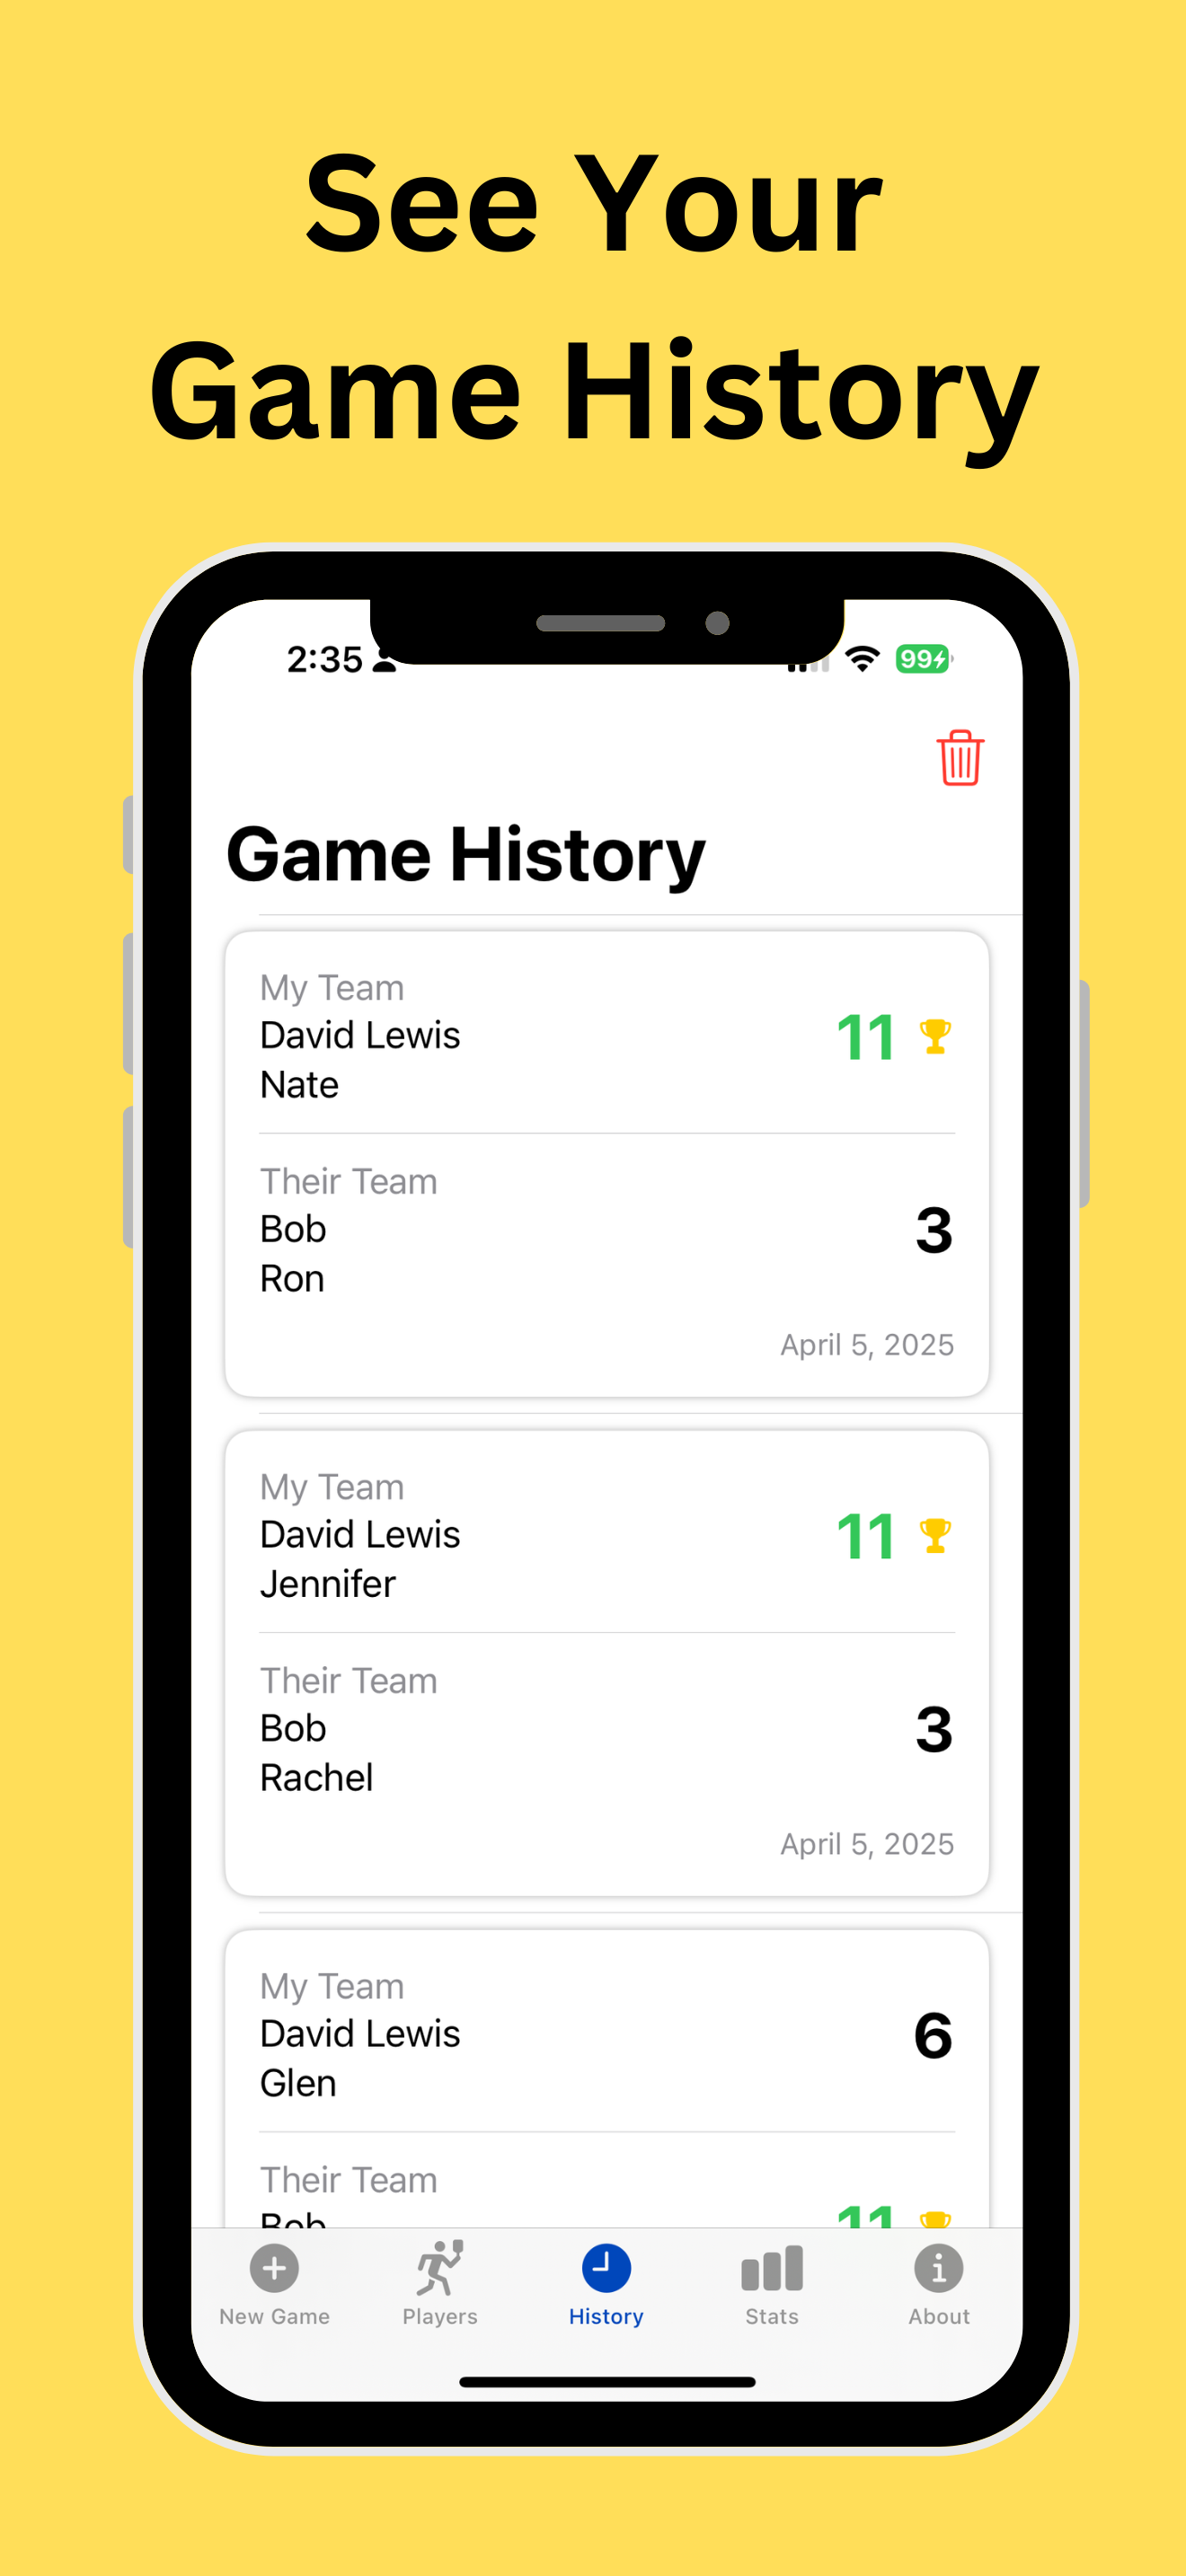 See Your
Game History
2:35
99
Game History
My Team
David Lewis
11
Nate
Their Team
Bob
3
Ron
April 5, 2025
My Team
David Lewis
11
Jennifer
Their Team
Bob
3
Rachel
April 5, 2025
My Team
David Lewis
6
Glen
Their Team
Bob
11
New Game
Players
History
Stats
About